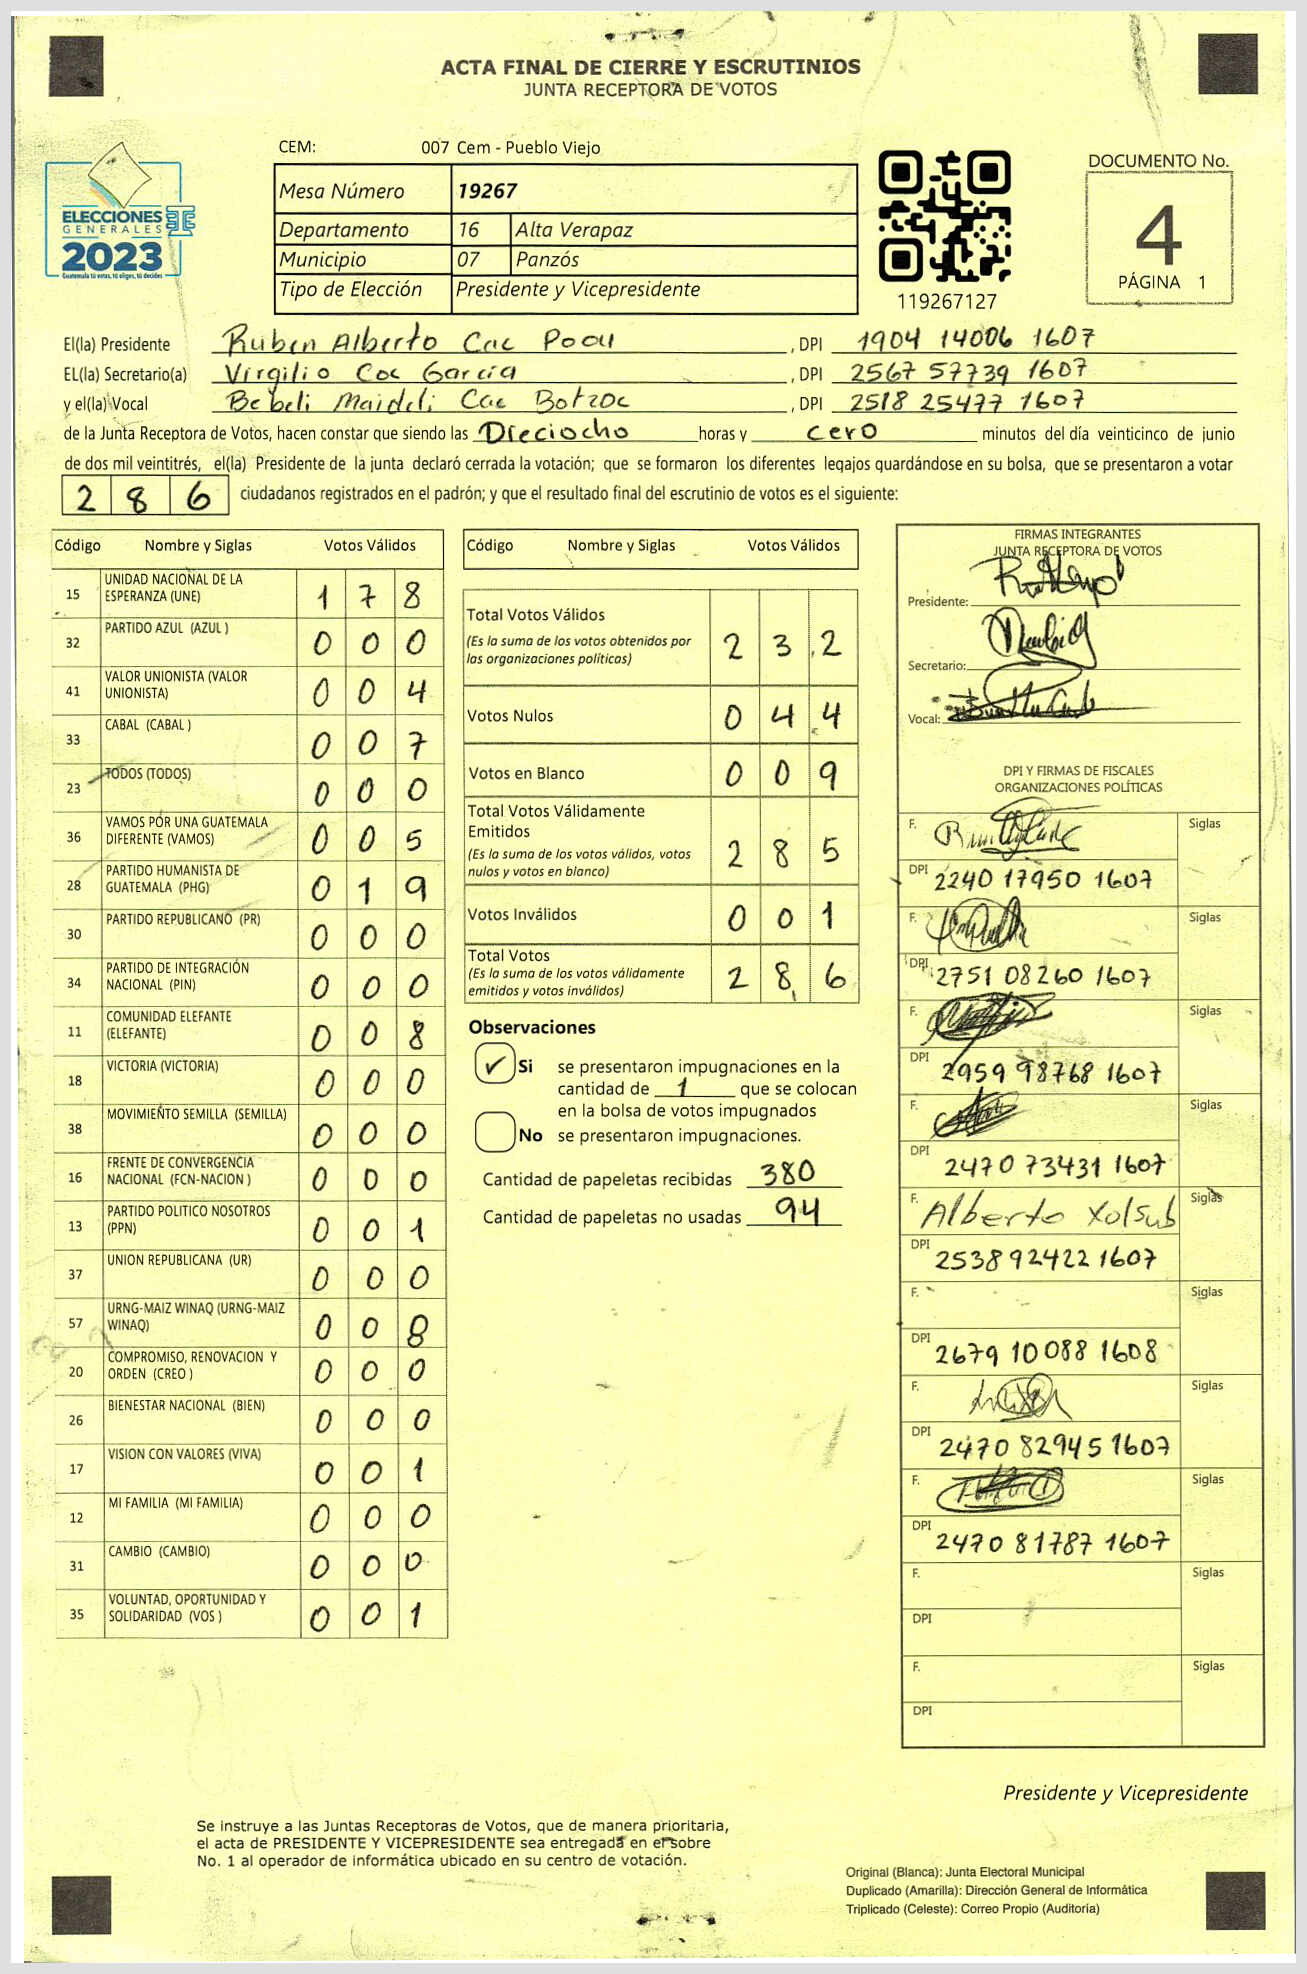 ACTA FINAL DE CIERRE Y ESCRUTINIOS
JUNTA RECEPTORA DE VOTOS
ELECCIONES
GENERALES
2023
Guatemala tú votas, tú eliges, tú decides
CEM: 007 Cem - Pueblo Viejo
Mesa Número 19267
Departamento 16 Alta Verapaz
Municipio 07 Panzós
Tipo de Elección Presidente y Vicepresidente
119267127
DOCUMENTO No.
4
PÁGINA 1
El(la) Presidente Ruben Alberto Cac Poou , DPI 1904 14006 1607
EL(la) Secretario(a) Virgilio Coc García , DPI 2567 57739 1607
y el(la) Vocal Bebeli Maideli Cac Botzoc , DPI 2518 25477 1607
de la Junta Receptora de Votos, hacen constar que siendo las Dieciocho horas y cero minutos del día veinticinco de junio
de dos mil veintitrés, el(la) Presidente de la junta declaró cerrada la votación; que se formaron los diferentes legajos quardándose en su bolsa, que se presentaron a votar
286 ciudadanos registrados en el padrón; y que el resultado final del escrutinio de votos es el siguiente:
Código Nombre y Siglas Votos Válidos
15 UNIDAD NACIONAL DE LA ESPERANZA (UNE) 1 7 8
32 PARTIDO AZUL (AZUL ) 0 0 0
41 VALOR UNIONISTA (VALOR UNIONISTA) 0 0 4
33 CABAL (CABAL ) 0 0 7
23 TODOS (TODOS) 0 0 0
36 VAMOS POR UNA GUATEMALA DIFERENTE (VAMOS) 0 0 5
28 PARTIDO HUMANISTA DE GUATEMALA (PHG) 0 1 9
30 PARTIDO REPUBLICANO (PR) 0 0 0
34 PARTIDO DE INTEGRACIÓN NACIONAL (PIN) 0 0 0
11 COMUNIDAD ELEFANTE (ELEFANTE) 0 0 8
18 VICTORIA (VICTORIA) 0 0 0
38 MOVIMIENTO SEMILLA (SEMILLA) 0 0 0
16 FRENTE DE CONVERGENCIA NACIONAL (FCN-NACION ) 0 0 0
13 PARTIDO POLITICO NOSOTROS (PPN) 0 0 1
37 UNION REPUBLICANA (UR) 0 0 0
57 URNG-MAIZ WINAQ (URNG-MAIZ WINAQ) 0 0 8
20 COMPROMISO, RENOVACION Y ORDEN (CREO ) 0 0 0
26 BIENESTAR NACIONAL (BIEN) 0 0 0
17 VISION CON VALORES (VIVA) 0 0 1
12 MI FAMILIA (MI FAMILIA) 0 0 0
31 CAMBIO (CAMBIO) 0 0 0
35 VOLUNTAD, OPORTUNIDAD Y SOLIDARIDAD (VOS ) 0 0 1
Código Nombre y Siglas Votos Válidos
Total Votos Válidos 2 3 2
(Es la suma de los votos obtenidos por
las organizaciones políticas)
Votos Nulos 0 4 4
Votos en Blanco 0 0 9
Total Votos Válidamente
Emitidos 2 8 5
(Es la suma de los votos válidos, votos
nulos y votos en blanco)
Votos Inválidos 0 0 1
Total Votos 2 8 6
(Es la suma de los votos válidamente
emitidos y votos inválidos)
Observaciones
✓ Si se presentaron impugnaciones en la
cantidad de 1 que se colocan
en la bolsa de votos impugnados
No se presentaron impugnaciones.
Cantidad de papeletas recibidas 380
Cantidad de papeletas no usadas 94
FIRMAS INTEGRANTES
JUNTA RECEPTORA DE VOTOS
Presidente:
Secretario:
Vocal:
DPI Y FIRMAS DE FISCALES
ORGANIZACIONES POLÍTICAS
F. Siglas
DPI 2240 17950 1607
F. Siglas
DPI 2751 08260 1607
F. Siglas
DPI 2959 98768 1607
F. Siglas
DPI 2470 73431 1607
F. Alberto Xolsub Siglas
DPI 2538 92422 1607
F. Siglas
DPI 2679 10088 1608
F. Siglas
DPI 2470 82945 1607
F. Siglas
DPI 2470 81787 1607
F. Siglas
DPI
F. Siglas
DPI
Presidente y Vicepresidente
Se instruye a las Juntas Receptoras de Votos, que de manera prioritaria,
el acta de PRESIDENTE Y VICEPRESIDENTE sea entregada en el sobre
No. 1 al operador de informática ubicado en su centro de votación.
Original (Blanca): Junta Electoral Municipal
Duplicado (Amarilla): Dirección General de Informática
Triplicado (Celeste): Correo Propio (Auditoría)